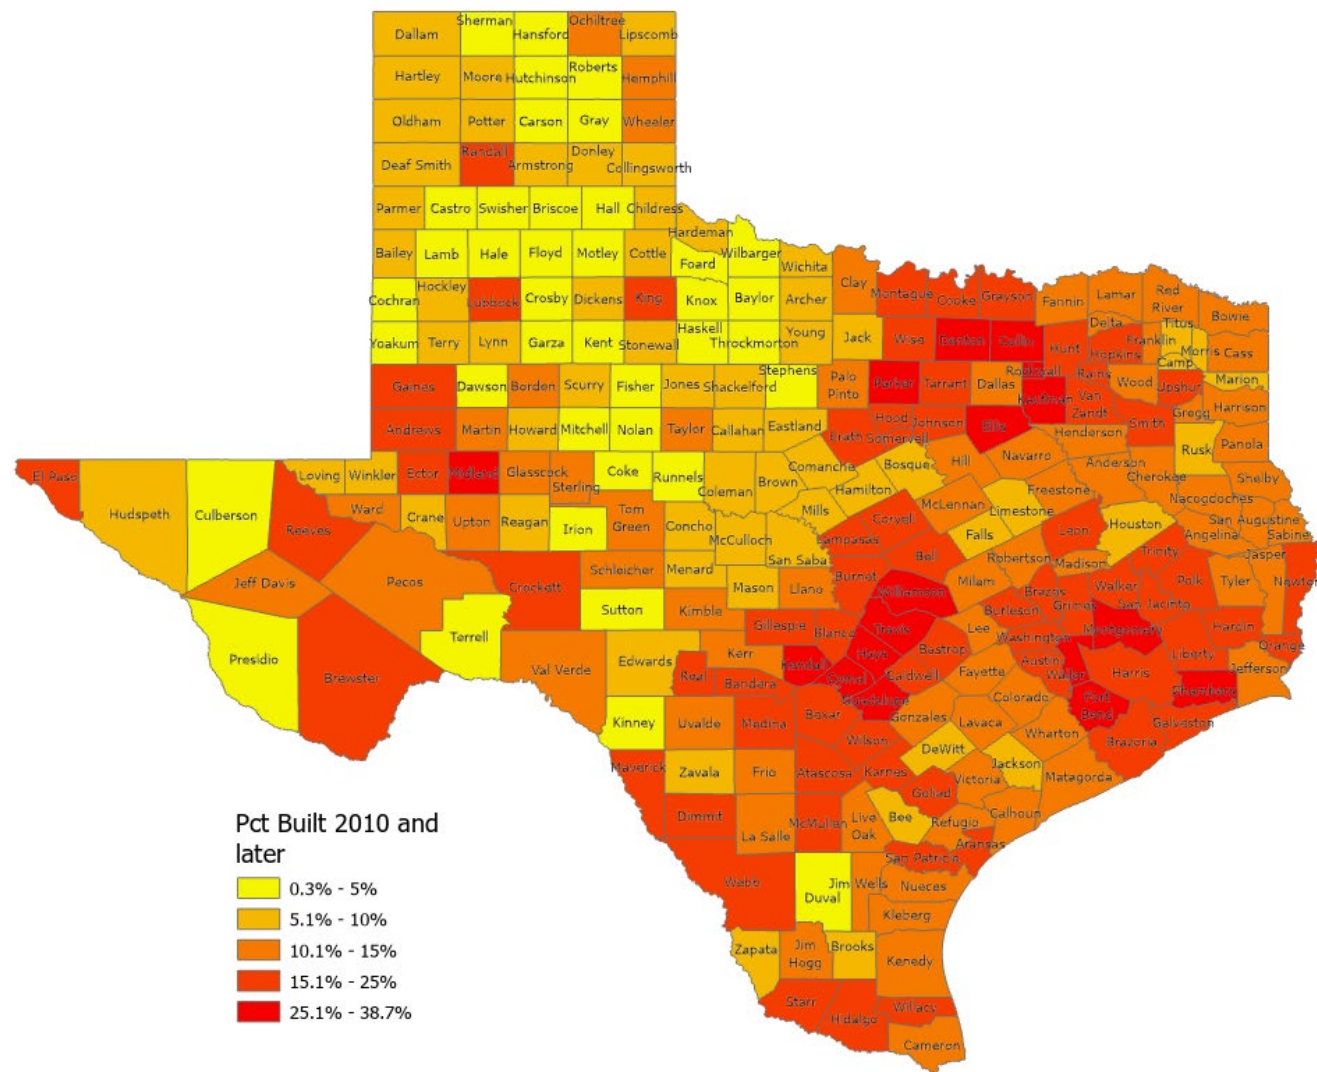 Sherman
Ochiltree
Dallam
Hansford
Lipscomb
Hartley
Moore
Hutchinson
Roberts
Hemphill
Oldham
Potter
Carson
Gray
Wheeler
Randall
Donley
Deaf Smith
Armstrong
Collingsworth
Parmer
Castro
Swisher
Briscoe
Hall
Childress
Hardeman
Bailey
Lamb
Hale
Floyd
Motley
Cottle
Foard
Wilbarger
Wichita
Clay
Cochran
Hockley
Lubbock
Crosby
Dickens
King
Knox
Baylor
Archer
Montague
Cooke
Grayson
Fannin
Lamar
Red
River
Bowie
Yoakum
Terry
Lynn
Garza
Kent
Stonewall
Haskell
Throckmorton
Young
Jack
Wise
Denton
Collin
Hunt
Delta
Hopkins
Franklin
Titus
Morris
Cass
Camp
Marion
Gaines
Dawson
Borden
Scurry
Fisher
Jones
Shackelford
Stephens
Palo
Pinto
Parker
Tarrant
Dallas
Rockwall
Kaufman
Rains
Van
Zandt
Wood
Upshur
Gregg
Harrison
Andrews
Martin
Howard
Mitchell
Nolan
Taylor
Callahan
Eastland
Erath
Hood
Somervell
Johnson
Ellis
Henderson
Smith
Rusk
Panola
El Paso
Hudspeth
Culberson
Loving
Winkler
Ector
Midland
Glasscock
Sterling
Coke
Runnels
Coleman
Brown
Comanche
Hamilton
Bosque
Hill
Navarro
Anderson
Cherokee
Shelby
Nacogdoches
Reeves
Ward
Crane
Upton
Reagan
Irion
Tom
Green
Concho
McCulloch
Mills
San Saba
Lampasas
Coryell
McLennan
Limestone
Freestone
Falls
Leon
Houston
San Augustine
Angelina
Sabine
Jeff Davis
Pecos
Crockett
Schleicher
Menard
Mason
Llano
Burnet
Bell
Robertson
Madison
Trinity
Jasper
Newton
Sutton
Kimble
Williamson
Milam
Brazos
Walker
Polk
Tyler
Presidio
Brewster
Terrell
Val Verde
Edwards
Gillespie
Blanco
Travis
Lee
Burleson
Grimes
San Jacinto
Hardin
Kerr
Kendall
Hays
Bastrop
Washington
Montgomery
Liberty
Orange
Real
Bandera
Comal
Caldwell
Fayette
Austin
Waller
Harris
Jefferson
Kinney
Uvalde
Medina
Bexar
Guadalupe
Gonzales
Lavaca
Colorado
Fort
Bend
Chambers
Galveston
Wilson
DeWitt
Wharton
Brazoria
Maverick
Zavala
Frio
Atascosa
Karnes
Jackson
Matagorda
Goliad
Victoria
Dimmit
La Salle
McMullen
Live
Oak
Bee
Refugio
Calhoun
Aransas
San Patricio
Webb
Duval
Jim Wells
Nueces
Kleberg
Zapata
Jim
Hogg
Brooks
Kenedy
Starr
Hidalgo
Willacy
Cameron
Pct Built 2010 and
later
0.3% - 5%
5.1% - 10%
10.1% - 15%
15.1% - 25%
25.1% - 38.7%